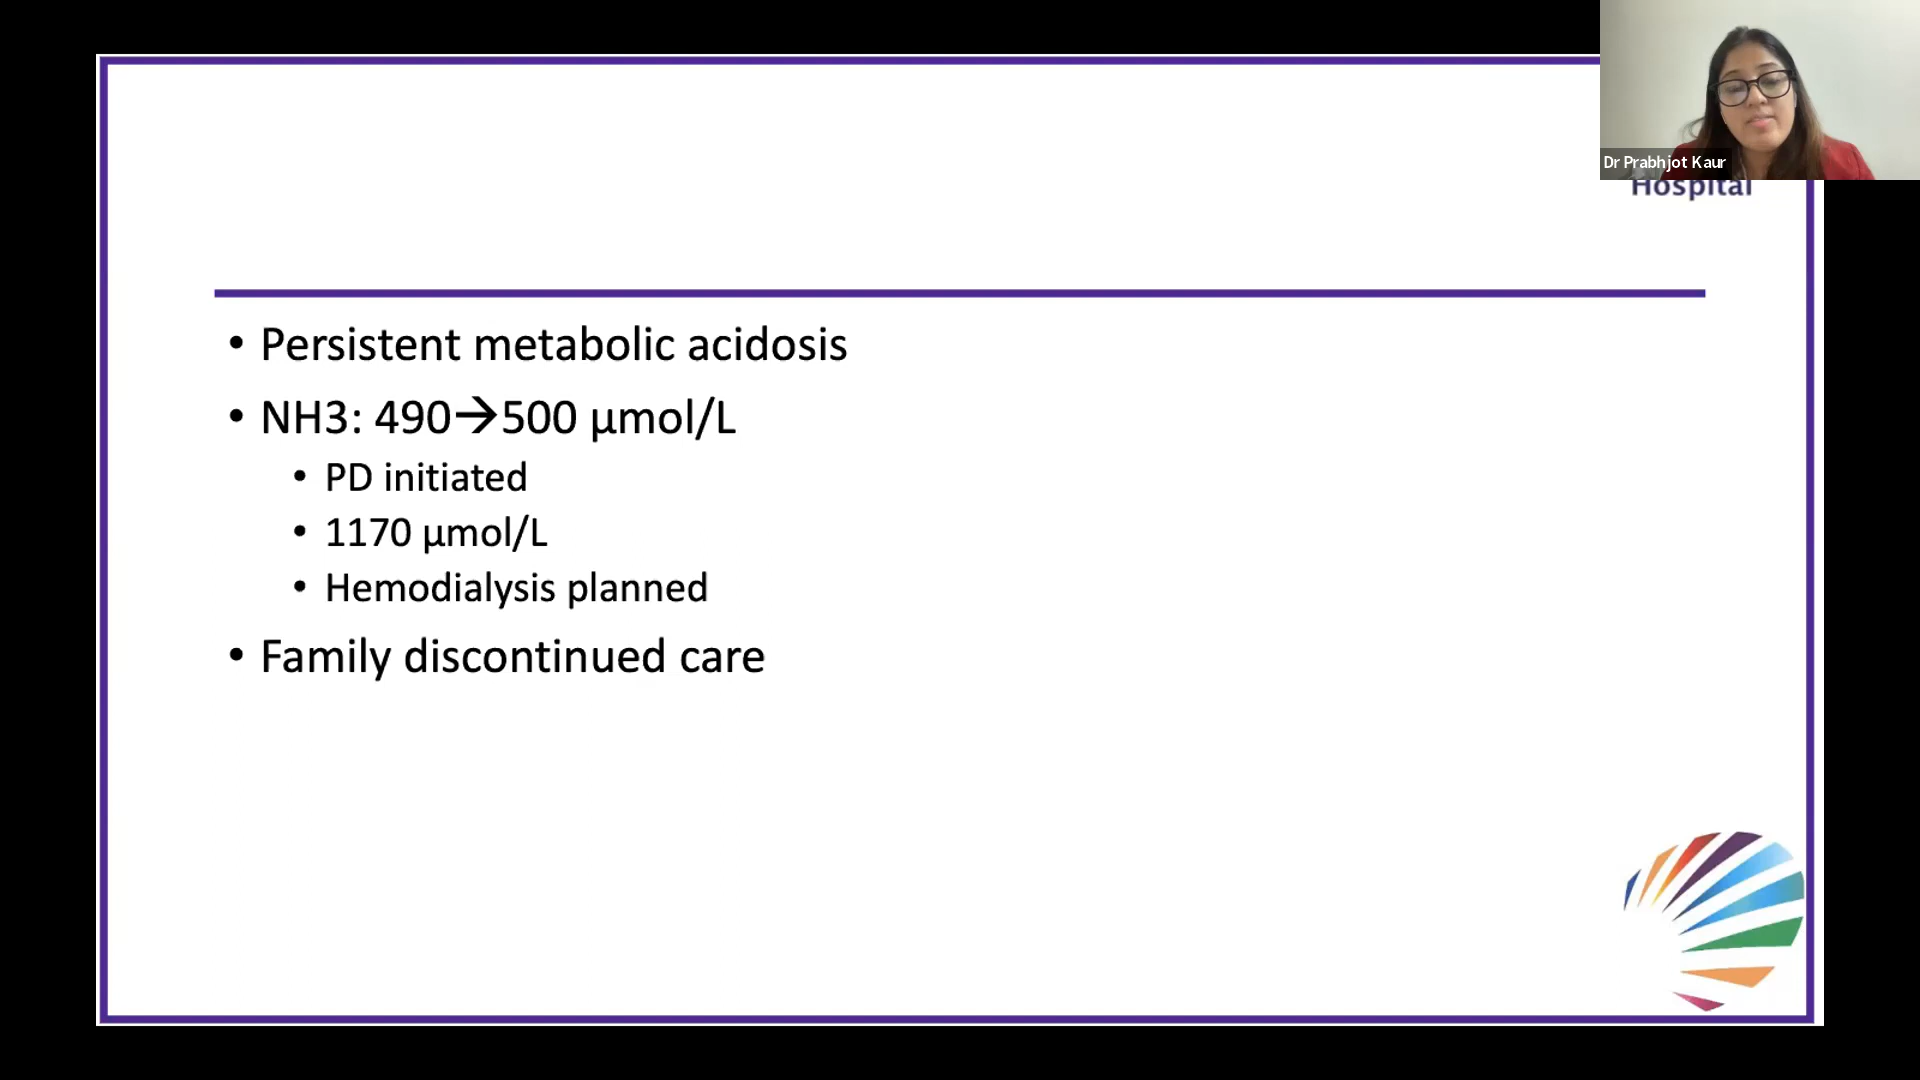 Dr Prabhjot Kaur
Hospital
• Persistent metabolic acidosis
• NH3: 490→500 µmol/L
• PD initiated
• 1170 µmol/L
• Hemodialysis planned
• Family discontinued care